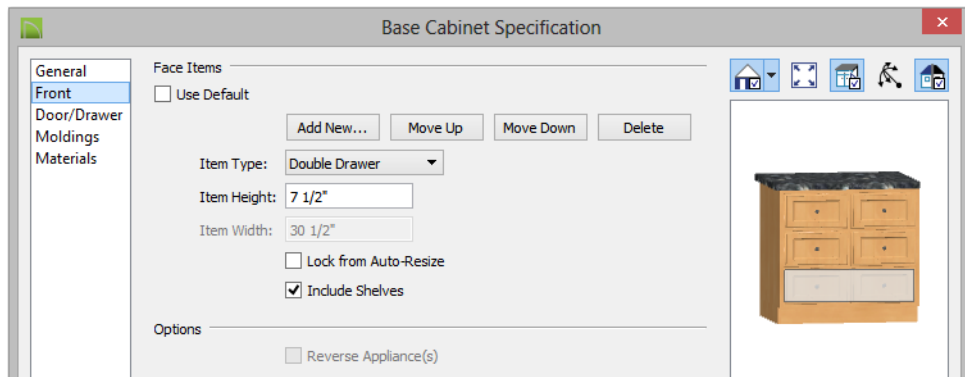 Base Cabinet Specification
General
Front
Door/Drawer
Moldings
Materials
Face Items
Use Default
Add New... Move Up Move Down Delete
Item Type: Double Drawer
Item Height: 7 1/2"
Item Width: 30 1/2"
Lock from Auto-Resize
Include Shelves
Options
Reverse Appliance(s)